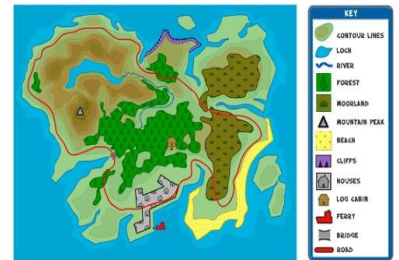 KEY
CONTOUR LINES
LOCH
RIVER
FOREST
MOORLAND
MOUNTAIN PEAK
BEACH
CLIFFS
HOUSES
LOG CABIN
FERRY
BRIDGE
ROAD